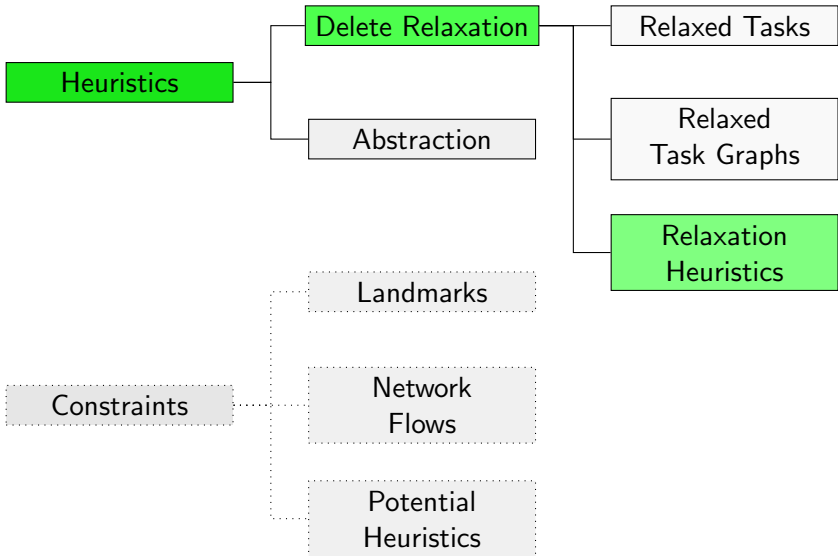 Heuristics
Delete Relaxation
Abstraction
Relaxed Tasks
Relaxed
Task Graphs
Relaxation
Heuristics
Constraints
Landmarks
Network
Flows
Potential
Heuristics